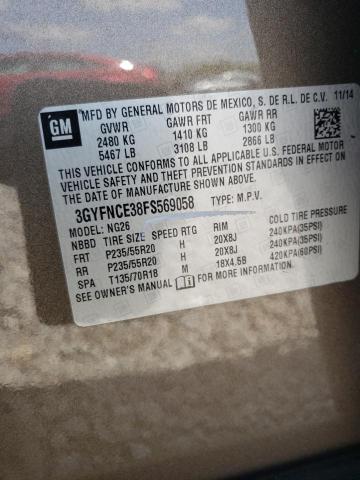 GM
MFD BY GENERAL MOTORS DE MEXICO, S. DE R.L. DE C.V. 11/14
GVWR GAWR FRT GAWR RR
2480 KG 1410 KG 1300 KG
5467 LB 3108 LB 2866 LB
THIS VEHICLE CONFORMS TO ALL APPLICABLE U.S. FEDERAL MOTOR VEHICLE SAFETY, BUMPER, AND THEFT PREVENTION STANDARDS IN EFFECT ON
THE DATE OF MANUFACTURE SHOWN ABOVE.
3GYFNCE38FS569058 TYPE: M.P.V.
MODEL: NG26
NBBD TIRE SIZE SPEED RTG RIM COLD TIRE PRESSURE
FRT P235/55R20 H 20X8J 240KPA(35PSI)
RR P235/55R20 H 20X8J 240KPA(35PSI)
SPA T135/70R18 M 18X4.5B 420KPA(60PSI)
SEE OWNER'S MANUAL FOR MORE INFORMATION.